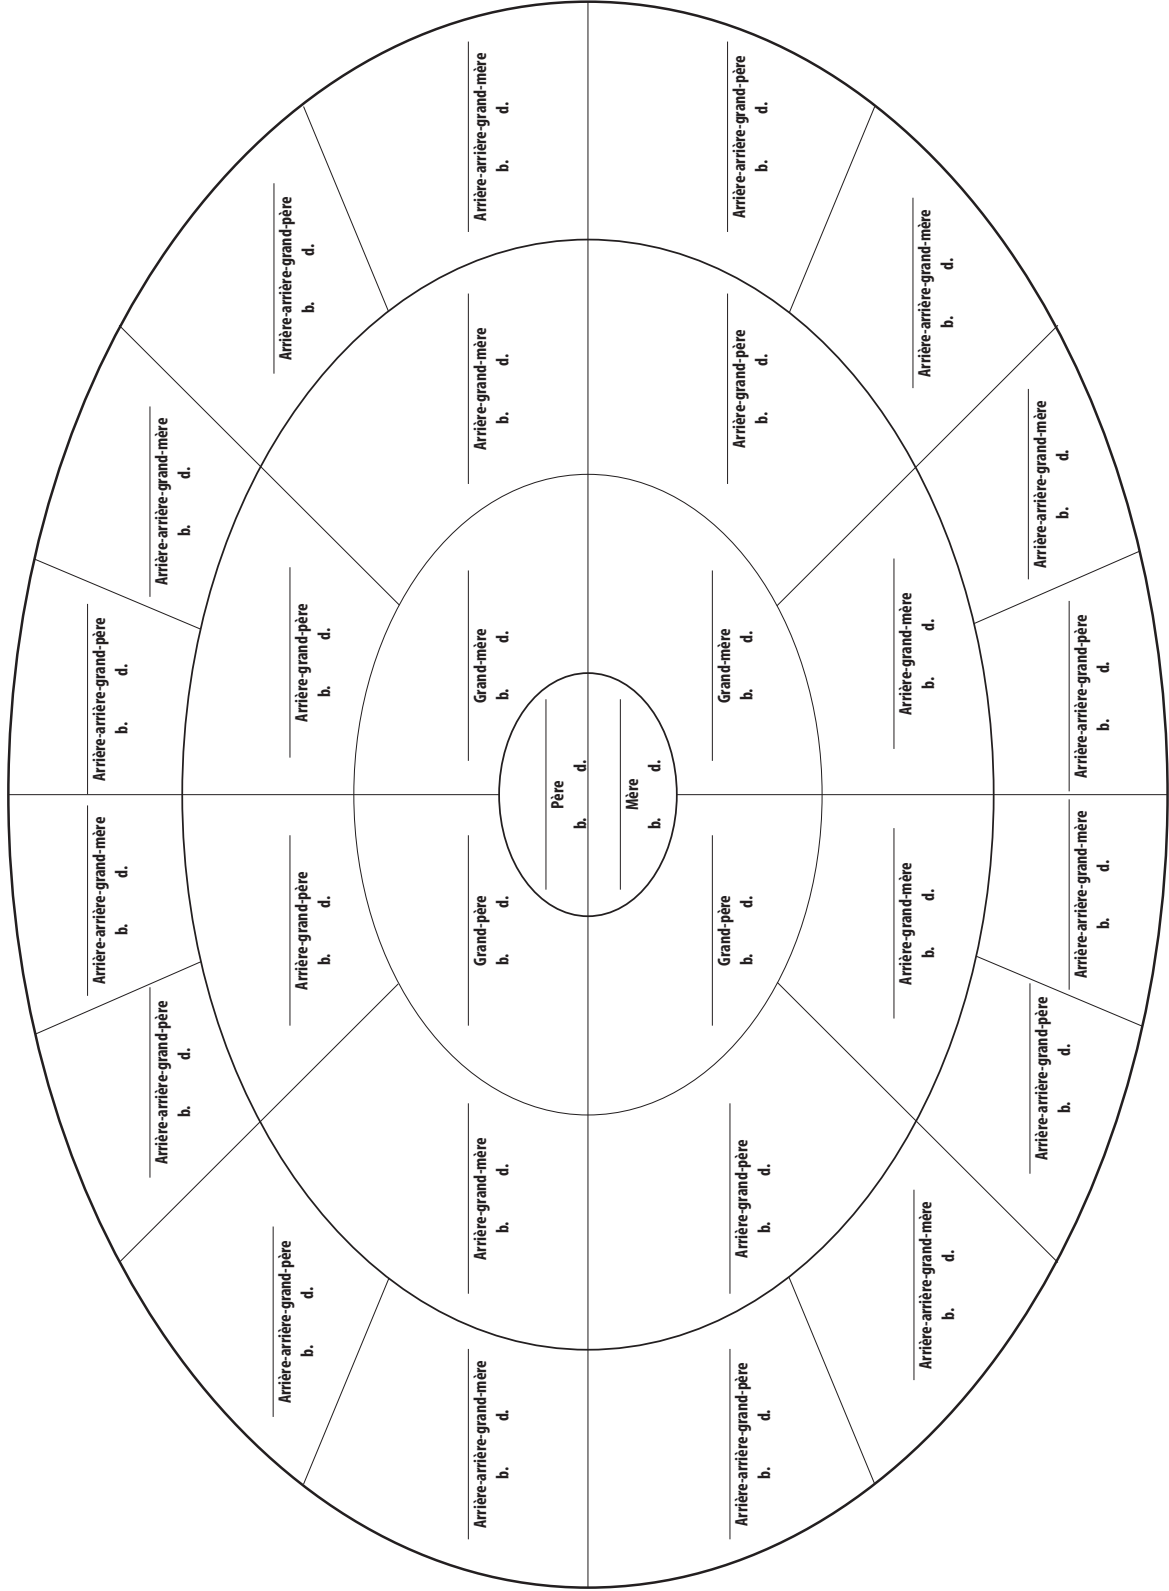 Arrière-arrière-grand-mère
b. d.
Arrière-arrière-grand-père
b. d.
Arrière-arrière-grand-père
b. d.
Arrière-arrière-grand-mère
b. d.
Arrière-arrière-grand-père
b. d.
Arrière-grand-père
b. d.
Arrière-grand-père
b. d.
Arrière-arrière-grand-père
b. d.
Arrière-arrière-grand-mère
b. d.
Arrière-grand-mère
b. d.
Grand-père
b. d.
Grand-mère
b. d.
Arrière-grand-mère
b. d.
Arrière-arrière-grand-mère
b. d.
Père
b. d.
Mère
b. d.
Arrière-arrière-grand-père
b. d.
Arrière-grand-père
b. d.
Grand-père
b. d.
Grand-mère
b. d.
Arrière-grand-père
b. d.
Arrière-arrière-grand-père
b. d.
Arrière-arrière-grand-mère
b. d.
Arrière-grand-mère
b. d.
Arrière-grand-mère
b. d.
Arrière-arrière-grand-mère
b. d.
Arrière-arrière-grand-père
b. d.
Arrière-arrière-grand-mère
b. d.
Arrière-arrière-grand-mère
b. d.
Arrière-arrière-grand-père
b. d.